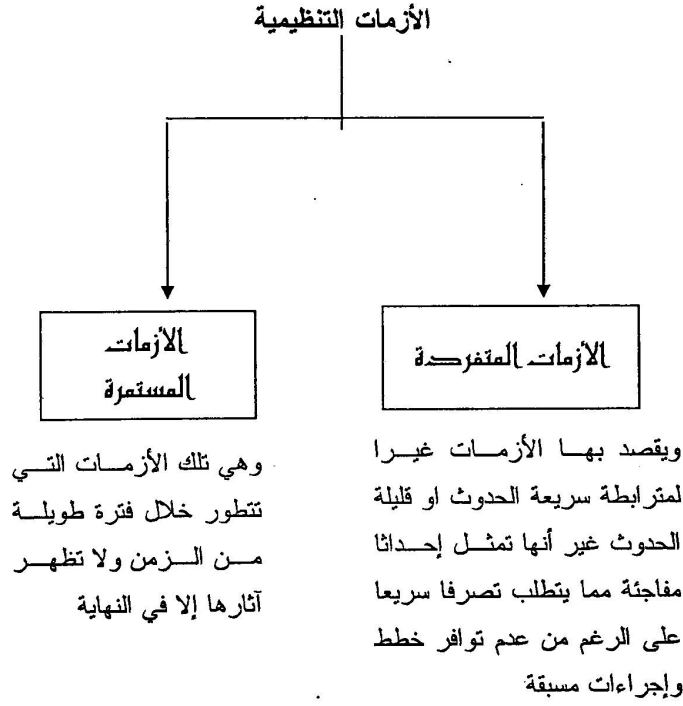 الأزمات التنظيمية
الأزمات المتفردة
ويقصد بها الأزمات غيرا
لمترابطة سريعة الحدوث او قليلة
الحدوث غير أنها تمثل إحداثا
مفاجئة مما يتطلب تصرفا سريعا
على الرغم من عدم توافر خطط
وإجراءات مسبقة
الأزمات
المستمرة
وهي تلك الأزمات التي
تتطور خلال فترة طويلة
من الزمن ولا تظهر
آثارها إلا في النهاية